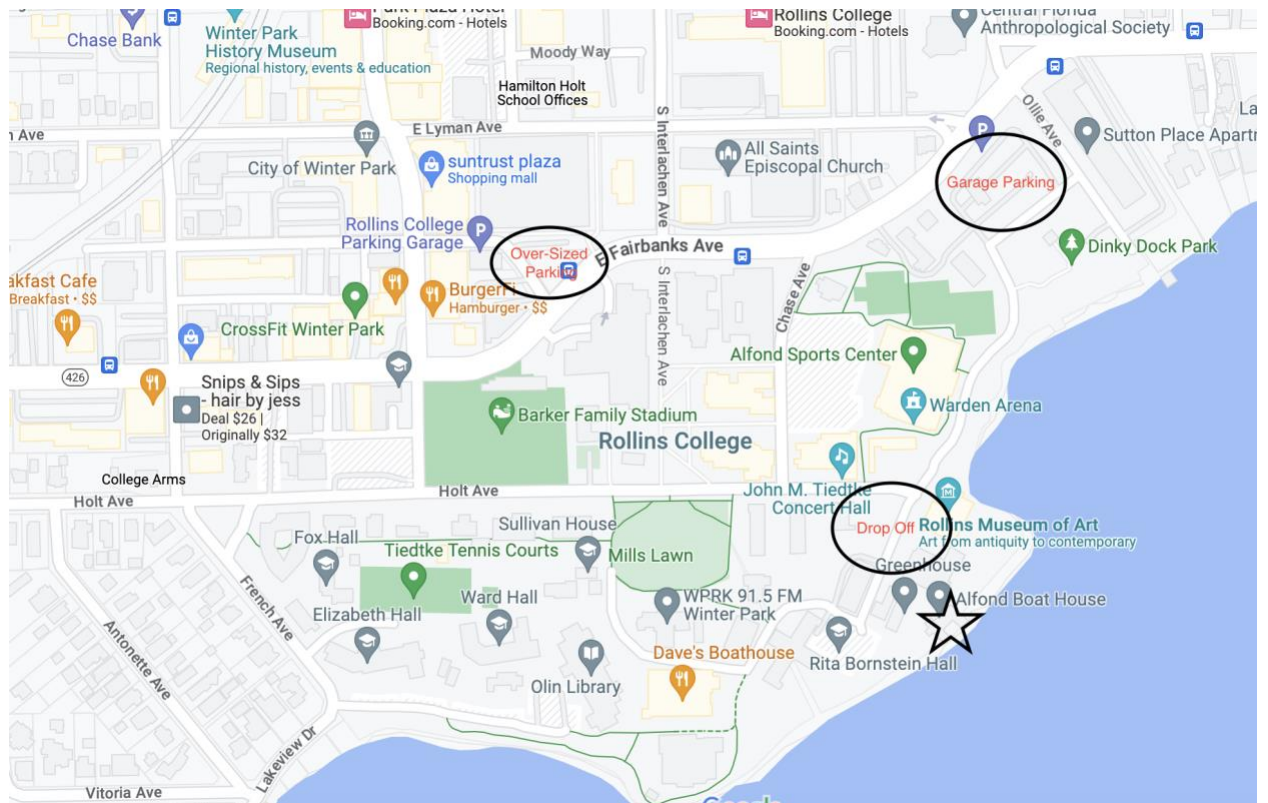 Chase Bank
Winter Park
History Museum
Regional history, events & education
Booking.com - Hotels
Rollins College
Booking.com - Hotels
Central Florida
Anthropological Society
Moody Way
Hamilton Holt
School Offices
Ollie Ave
E Lyman Ave
Ave
City of Winter Park
suntrust plaza
Shopping mall
S Interlachen Ave
All Saints
Episcopal Church
P
Sutton Place
Garage Parking
Rollins College
Parking Garage
P
Over-Sized
Parking
E Fairbanks Ave
Dinky Dock Park
Breakfast • $$
CrossFit Winter Park
BurgerFi
Hamburger • $$
S Interlachen Ave
Chase Ave
Alfond Sports Center
426
Snips & Sips
- hair by jess
Deal $26 |
Originally $32
Barker Family Stadium
Warden Arena
Rollins College
College Arms
Holt Ave
Holt Ave
John M. Tiedtke
Concert Hall
Drop Off
Rollins Museum of Art
Art from antiquity to contemporary
Sullivan House
Fox Hall
Tiedtke Tennis Courts
Mills Lawn
Greenhouse
French Ave
Elizabeth Hall
Ward Hall
WPRK 91.5 FM
Winter Park
Alfond Boat House
Antonette Ave
Dave's Boathouse
Rita Bornstein Hall
Olin Library
Lakeview Dr
Vitoria Ave